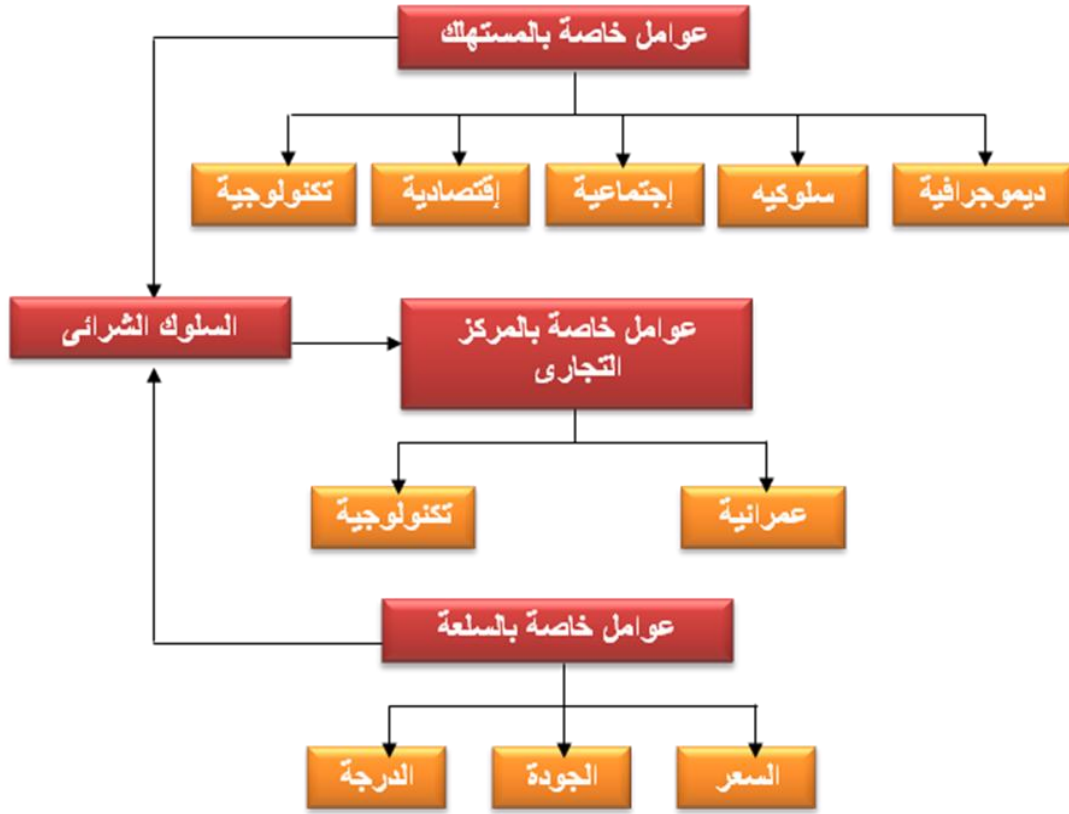 عوامل خاصة بالمستهلك
ديموجرافية
سلوكيه
إجتماعية
إقتصادية
تكنولوجية
السلوك الشرائى
عوامل خاصة بالمركز
التجارى
عمرانية
تكنولوجية
عوامل خاصة بالسلعة
السعر
الجودة
الدرجة